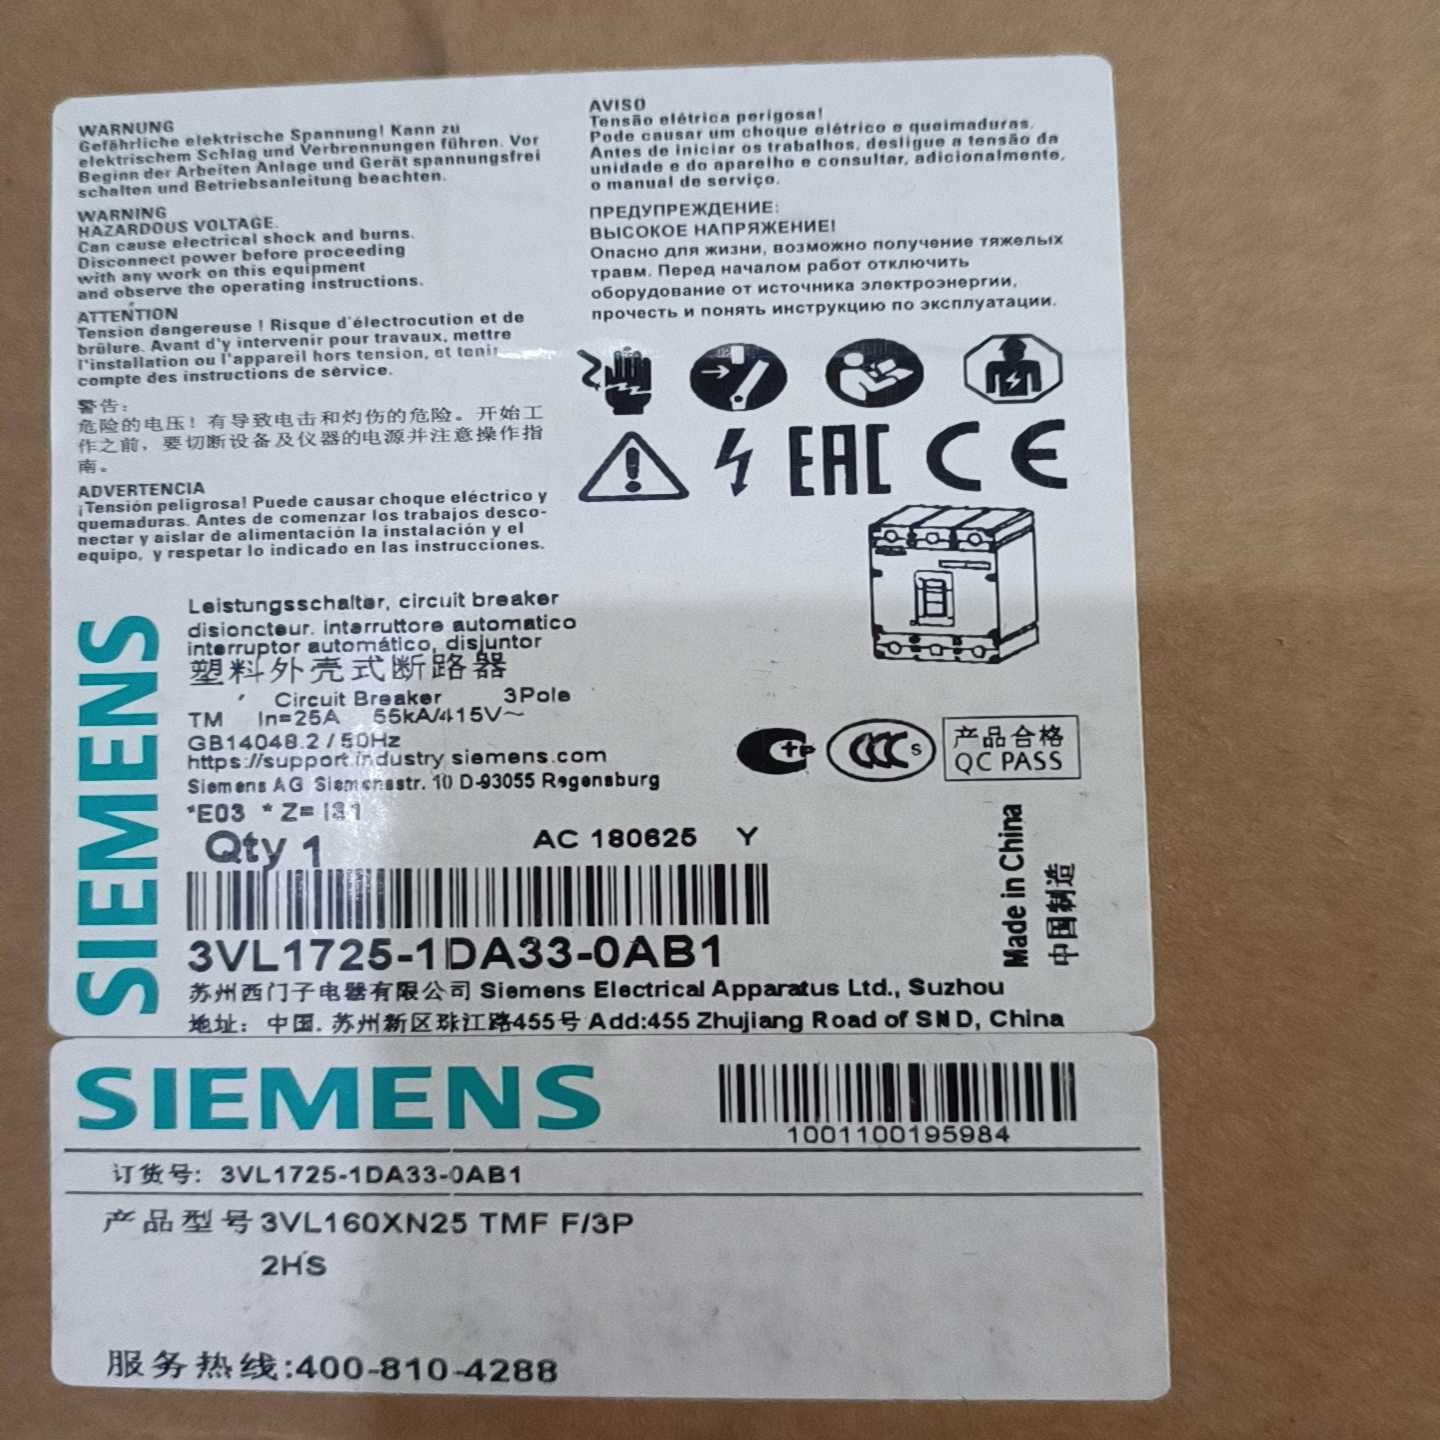 WARNUNG
Gefährliche elektrische Spannung! Kann zu
elektrischem Schlag und Verbrennungen führen. Vor
Beginn der Arbeiten Anlage und Gerät spannungsfrei
schalten und Betriebsanleitung beachten.
WARNING
HAZARDOUS VOLTAGE.
Can cause electrical shock and burns.
Disconnect power before proceeding
with any work on this equipment
and observe the operating instructions.
ATTENTION
Tension dangereuse ! Risque d'électrocution et de
brûlure. Avant d'y intervenir pour travaux, mettre
l'installation ou l'appareil hors tension, et tenir
compte des instructions de sèrvice.
警告:
危险的电压! 有导致电击和灼伤的危险。开始工
作之前, 要切断设备及仪器的电源并注意操作指
南。
ADVERTENCIA
¡Tensión peligrosa! Puede causar choque eléctrico y
quemaduras. Antes de comenzar los trabajos desco-
nectar y aislar de alimentación la instalación y el
equipo, y respetar lo indicado en las instrucciones.
AVISO
Tensão elétrica perigosa!
Pode causar um choque elétrico e queimaduras.
Antes de iniciar os trabalhos, desligue a tensão da
unidade e do aparelho e consultar, adicionalmente,
o manual de serviço.
ПРЕДУПРЕЖДЕНИЕ:
ВЫСОКОЕ НАПРЯЖЕНИЕ!
Опасно для жизни, возможно получение тяжелых
травм. Перед началом работ отключить
оборудование от источника электроэнергии,
прочесть и понять инструкцию по эксплуатации.
EAC CE
SIEMENS
Leistungsschalter, circuit breaker
disioncteur. interruttore automatico
interruptor automático, disjuntor
塑料外壳式断路器
Circuit Breaker 3Pole
TM In=25A 55kA/415V~
GB14048.2 / 50Hz
https://support.industry siemens.com
Siemens AG Siemensstr. 10 D-93055 Regensburg
*E03 * Z= I31
Qty 1 AC 180625 Y
CCC S
产品合格
QC PASS
Made in China
中国制造
3VL1725-1DA33-0AB1
苏州西门子电器有限公司 Siemens Electrical Apparatus Ltd., Suzhou
地址: 中国. 苏州新区珠江路455号 Add:455 Zhujiang Road of SND, China
SIEMENS
1001100195984
订货号: 3VL1725-1DA33-0AB1
产品型号 3VL160XN25 TMF F/3P
2HS
服务热线:400-810-4288